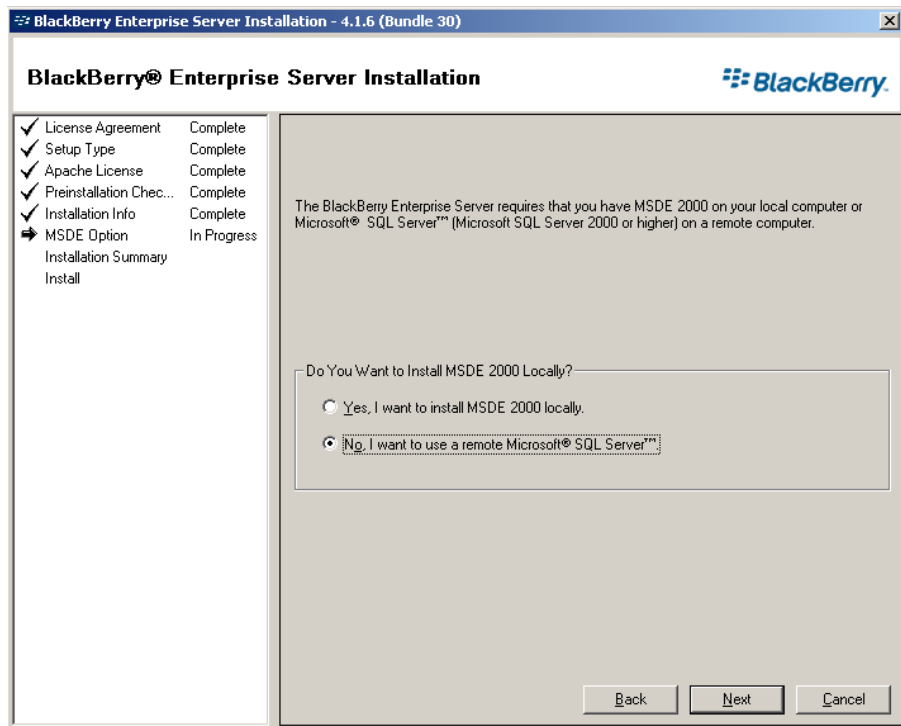 BlackBerry Enterprise Server Installation - 4.1.6 (Bundle 30)
BlackBerry® Enterprise Server Installation
BlackBerry.
License Agreement Complete
Setup Type Complete
Apache License Complete
Preinstallation Chec... Complete
Installation Info Complete
MSDE Option In Progress
Installation Summary
Install
The BlackBerry Enterprise Server requires that you have MSDE 2000 on your local computer or
Microsoft® SQL Server™ (Microsoft SQL Server 2000 or higher) on a remote computer.
Do You Want to Install MSDE 2000 Locally?
Yes, I want to install MSDE 2000 locally.
No, I want to use a remote Microsoft® SQL Server™.
Back Next Cancel